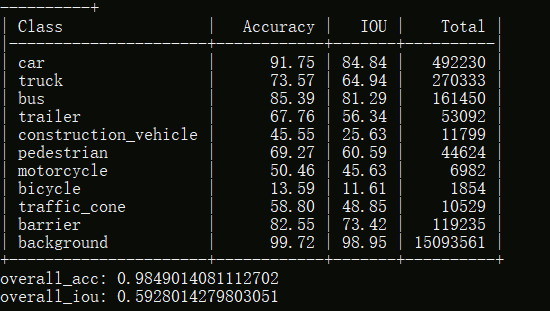 ----------+
| Class                | Accuracy |   IOU |    Total |
|----------------------+----------+-------+----------|
| car                  |    91.75 | 84.84 |   492230 |
| truck                |    73.57 | 64.94 |   270333 |
| bus                  |    85.39 | 81.29 |   161450 |
| trailer              |    67.76 | 56.34 |    53092 |
| construction_vehicle |    45.55 | 25.63 |    11799 |
| pedestrian           |    69.27 | 60.59 |    44624 |
| motorcycle           |    50.46 | 45.63 |     6982 |
| bicycle              |    13.59 | 11.61 |     1854 |
| traffic_cone         |    58.80 | 48.85 |    10529 |
| barrier              |    82.55 | 73.42 |   119235 |
| background           |    99.72 | 98.95 | 15093561 |
+----------------------+----------+-------+----------+
overall_acc: 0.9849014081112702
overall_iou: 0.5928014279803051